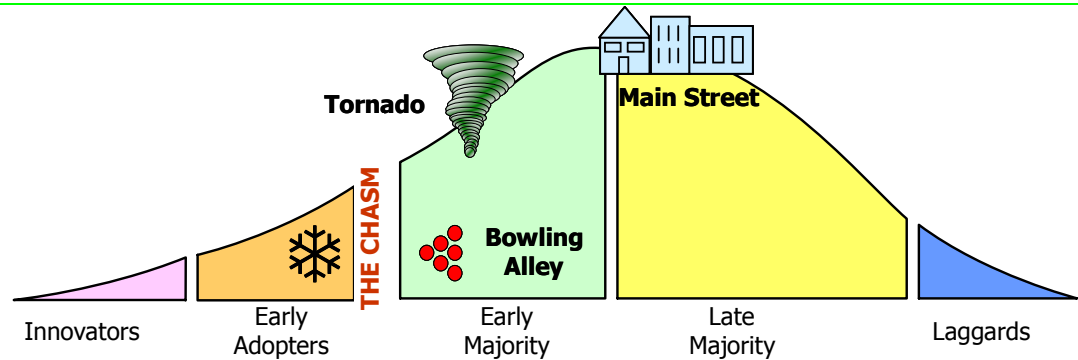 Tornado
Main Street
THE CHASM
Bowling
Alley
Innovators
Early
Adopters
Early
Majority
Late
Majority
Laggards